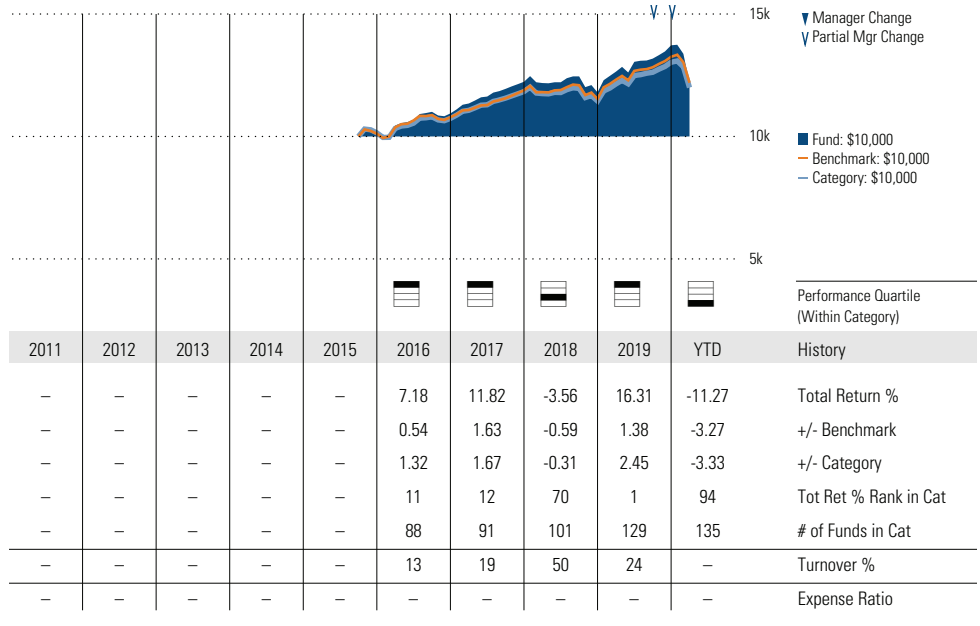 15k
Manager Change
Partial Mgr Change
10k
Fund: $10,000
Benchmark: $10,000
Category: $10,000
5k
Performance Quartile
(Within Category)
2011 2012 2013 2014 2015 2016 2017 2018 2019 YTD History
– – – – – 7.18 11.82 -3.56 16.31 -11.27 Total Return %
– – – – – 0.54 1.63 -0.59 1.38 -3.27 +/- Benchmark
– – – – – 1.32 1.67 -0.31 2.45 -3.33 +/- Category
– – – – – 11 12 70 1 94 Tot Ret % Rank in Cat
– – – – – 88 91 101 129 135 # of Funds in Cat
– – – – – 13 19 50 24 – Turnover %
– – – – – – – – – – Expense Ratio